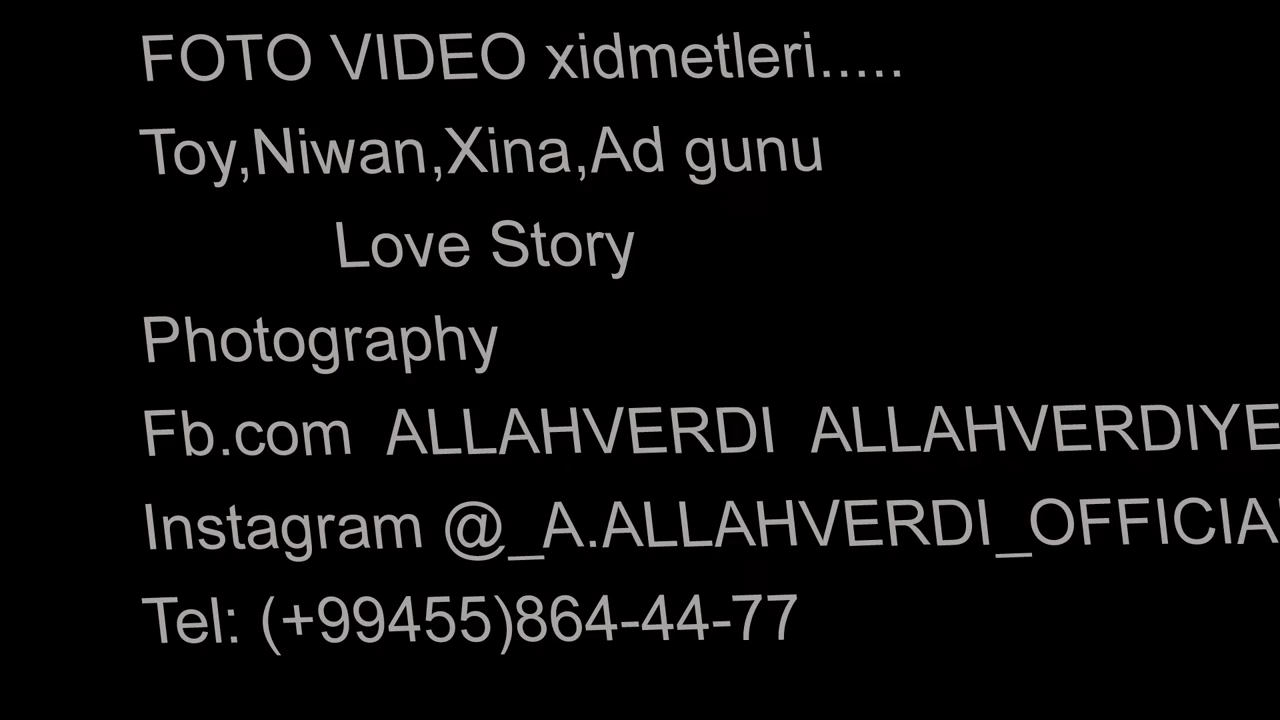 FOTO VIDEO xidmetleri.....
Toy,Niwan,Xina,Ad gunu
Love Story
Photography
Fb.com ALLAHVERDI ALLAHVERDIYE
Instagram @_A.ALLAHVERDI_OFFICIA
Tel: (+99455)864-44-77